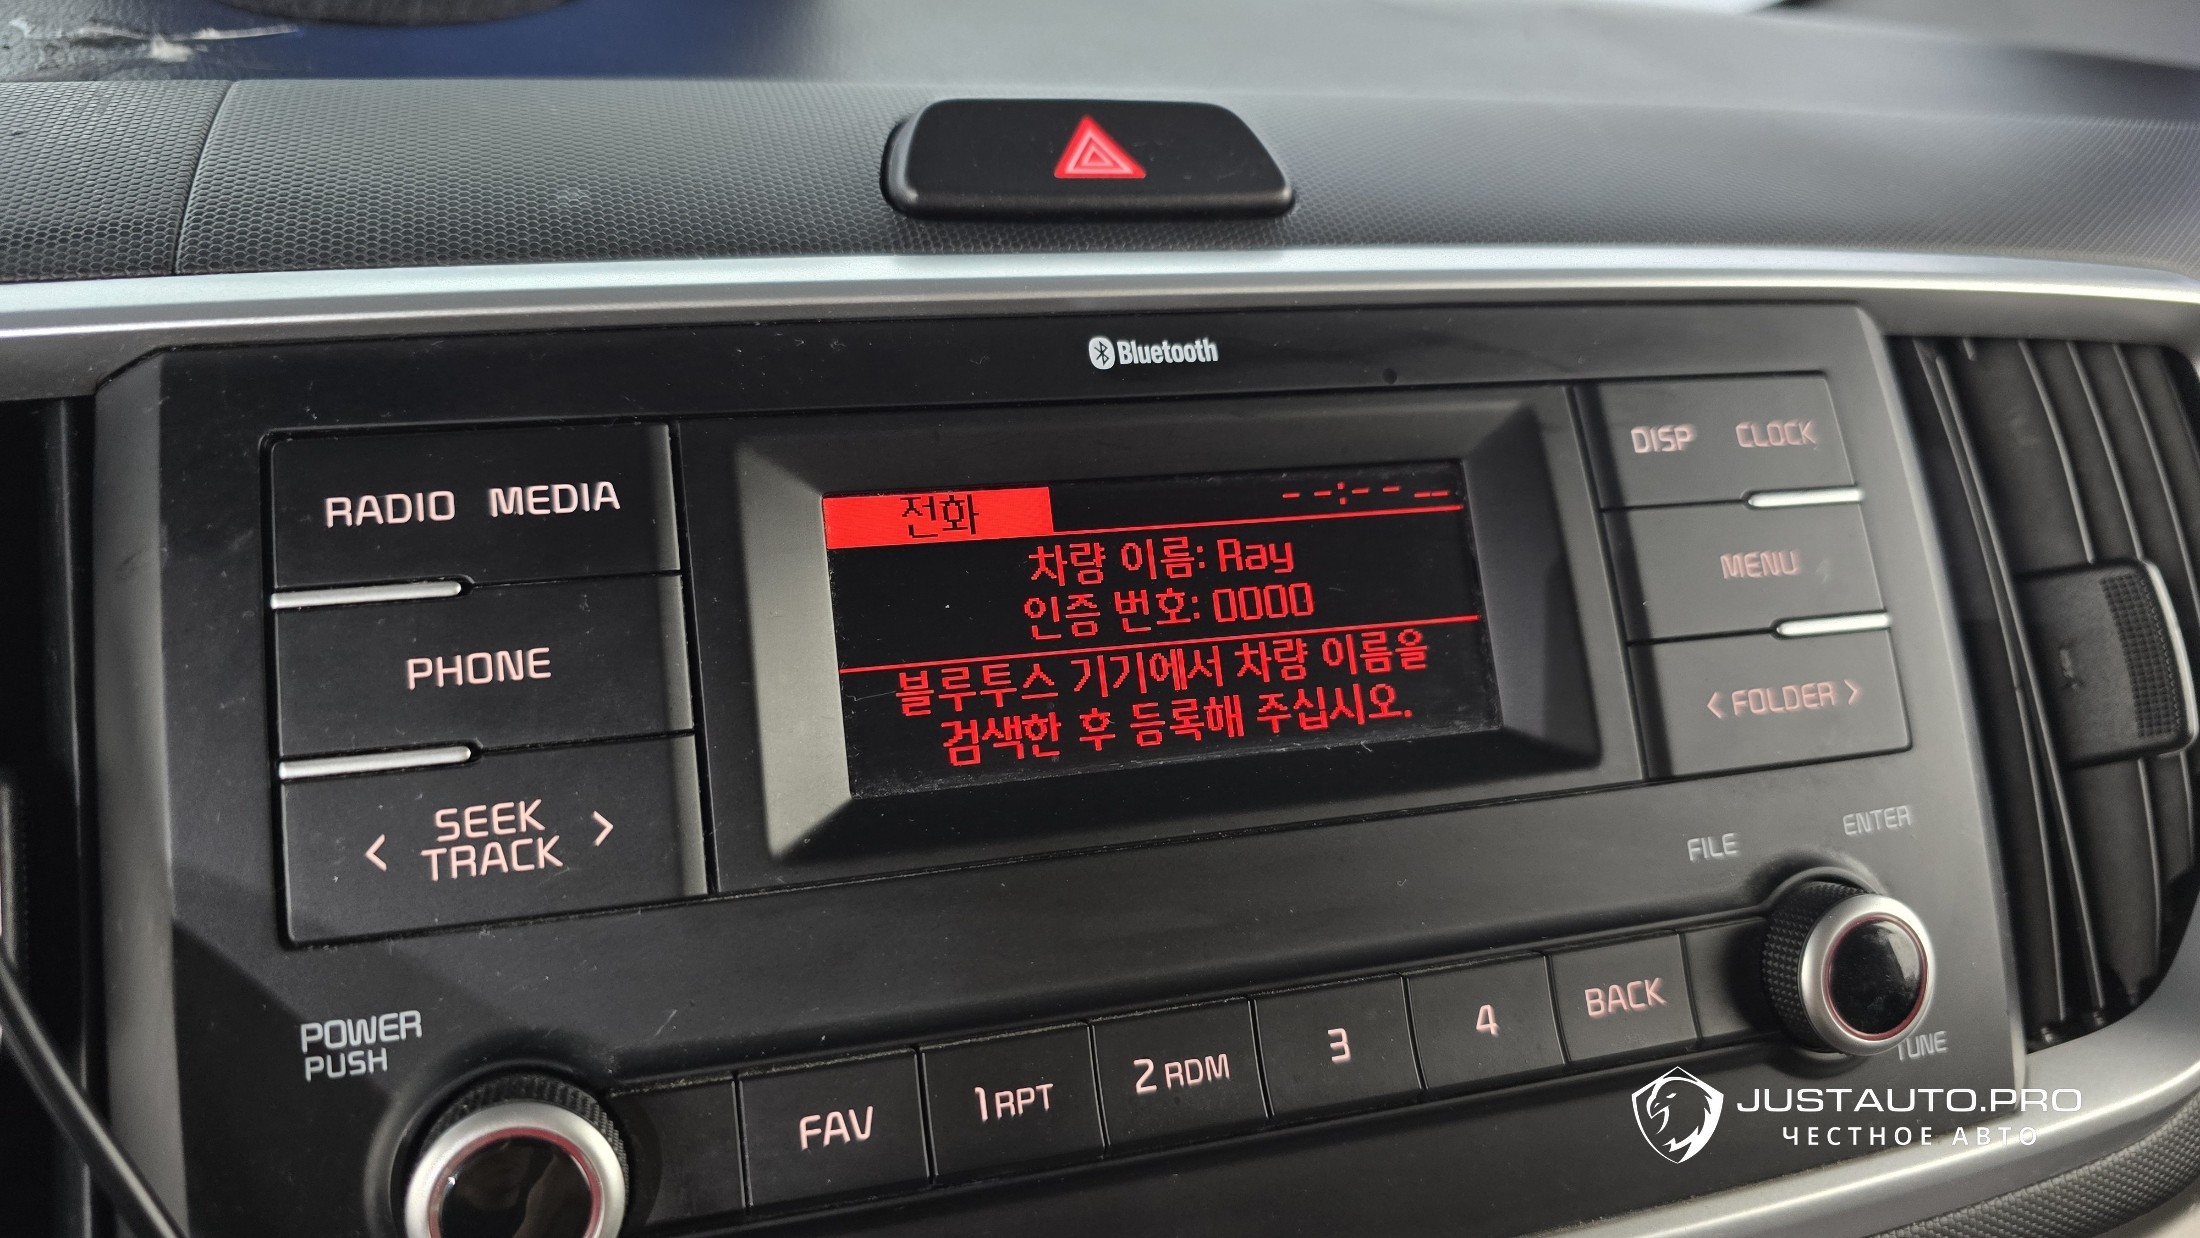 Bluetooth
RADIO MEDIA
PHONE
< SEEK TRACK >
전화
--:-- --
차량 이름: Ray
인증 번호: 0000
블루투스 기기에서 차량 이름을
검색한 후 등록해 주십시오.
DISP CLOCK
MENU
< FOLDER >
FILE
ENTER
TUNE
POWER
PUSH
FAV
1 RPT
2 RDM
3
4
BACK
JUSTAUTO.PRO
ЧЕСТНОЕ АВТО